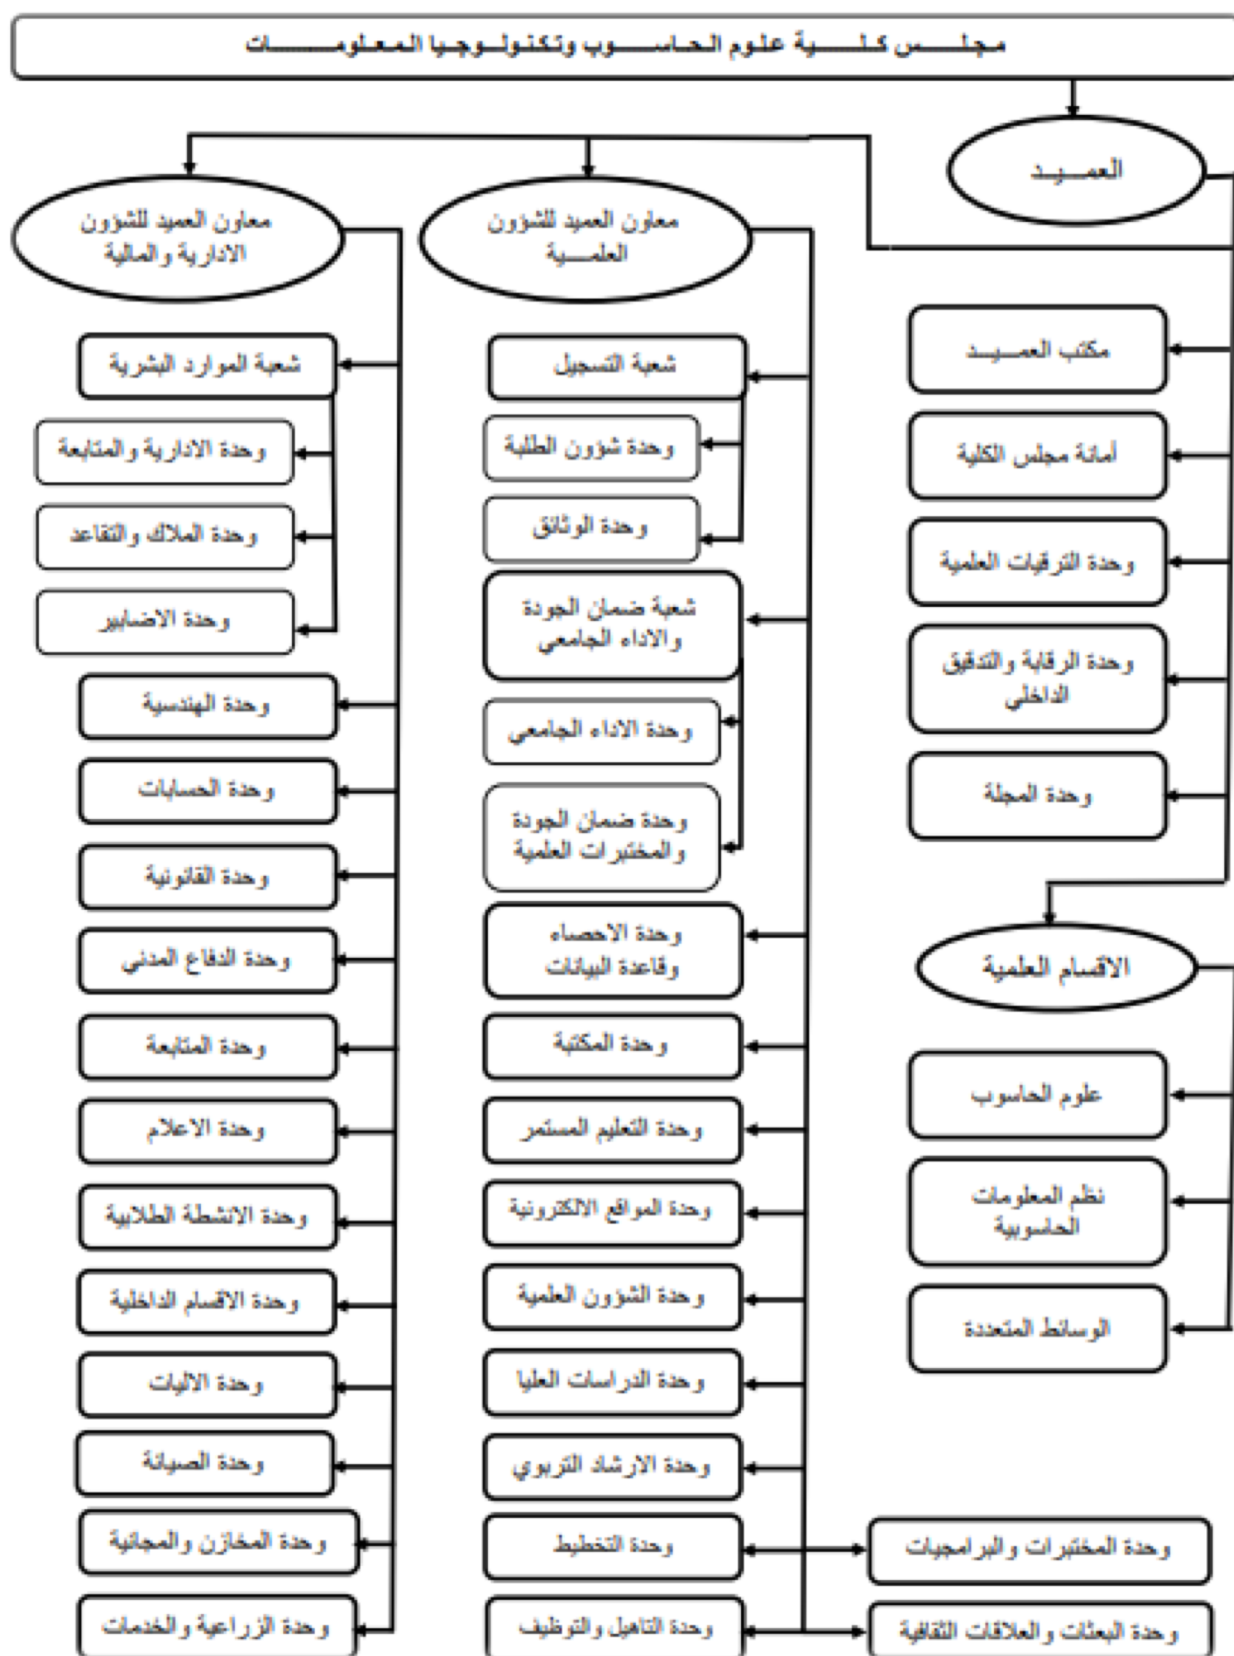 مجلس كلية علوم الحاسوب وتكنولوجيا المعلومات
العميد
مكتب العميد
أمانة مجلس الكلية
وحدة الترقيات العلمية
وحدة الرقابة والتدقيق
الداخلي
وحدة المجلة
الاقسام العلمية
علوم الحاسوب
نظم المعلومات
الحاسوبية
الوسائط المتعددة
معاون العميد للشؤون
العلمية
شعبة التسجيل
وحدة شؤون الطلبة
وحدة الوثائق
شعبة ضمان الجودة
والاداء الجامعي
وحدة الاداء الجامعي
وحدة ضمان الجودة
والمختبرات العلمية
وحدة الاحصاء
وقاعدة البيانات
وحدة المكتبة
وحدة التعليم المستمر
وحدة المواقع الالكترونية
وحدة الشؤون العلمية
وحدة الدراسات العليا
وحدة الارشاد التربوي
وحدة المختبرات والبرامجيات
وحدة التخطيط
وحدة البعثات والعلاقات الثقافية
وحدة التاهيل والتوظيف
معاون العميد للشؤون
الادارية والمالية
شعبة الموارد البشرية
وحدة الادارية والمتابعة
وحدة الملاك والتقاعد
وحدة الاضابير
وحدة الهندسية
وحدة الحسابات
وحدة القانونية
وحدة الدفاع المدني
وحدة المتابعة
وحدة الاعلام
وحدة الانشطة الطلابية
وحدة الاقسام الداخلية
وحدة الاليات
وحدة الصيانة
وحدة المخازن والمجانية
وحدة الزراعية والخدمات